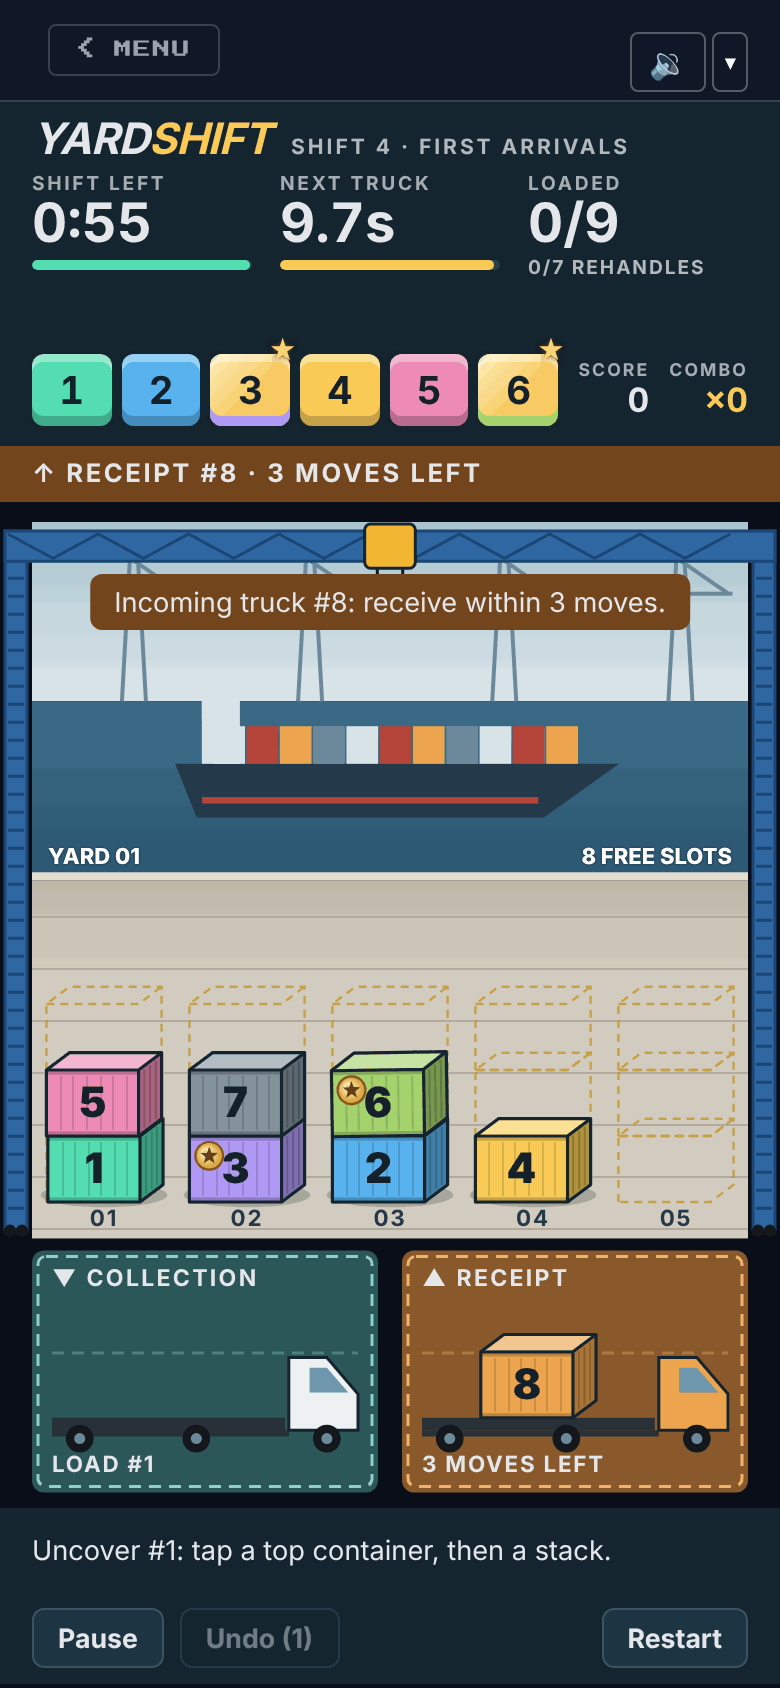 MENU
YARDSHIFT SHIFT 4 · FIRST ARRIVALS
SHIFT LEFT NEXT TRUCK LOADED
0:55 9.7s 0/9
0/7 REHANDLES
1 2 3 4 5 6
SCORE COMBO
0 ×0
↑ RECEIPT #8 · 3 MOVES LEFT
Incoming truck #8: receive within 3 moves.
YARD 01 8 FREE SLOTS
5 7 6
1 3 2 4
01 02 03 04 05
▼ COLLECTION ▲ RECEIPT
8
LOAD #1 3 MOVES LEFT
Uncover #1: tap a top container, then a stack.
Pause Undo (1) Restart